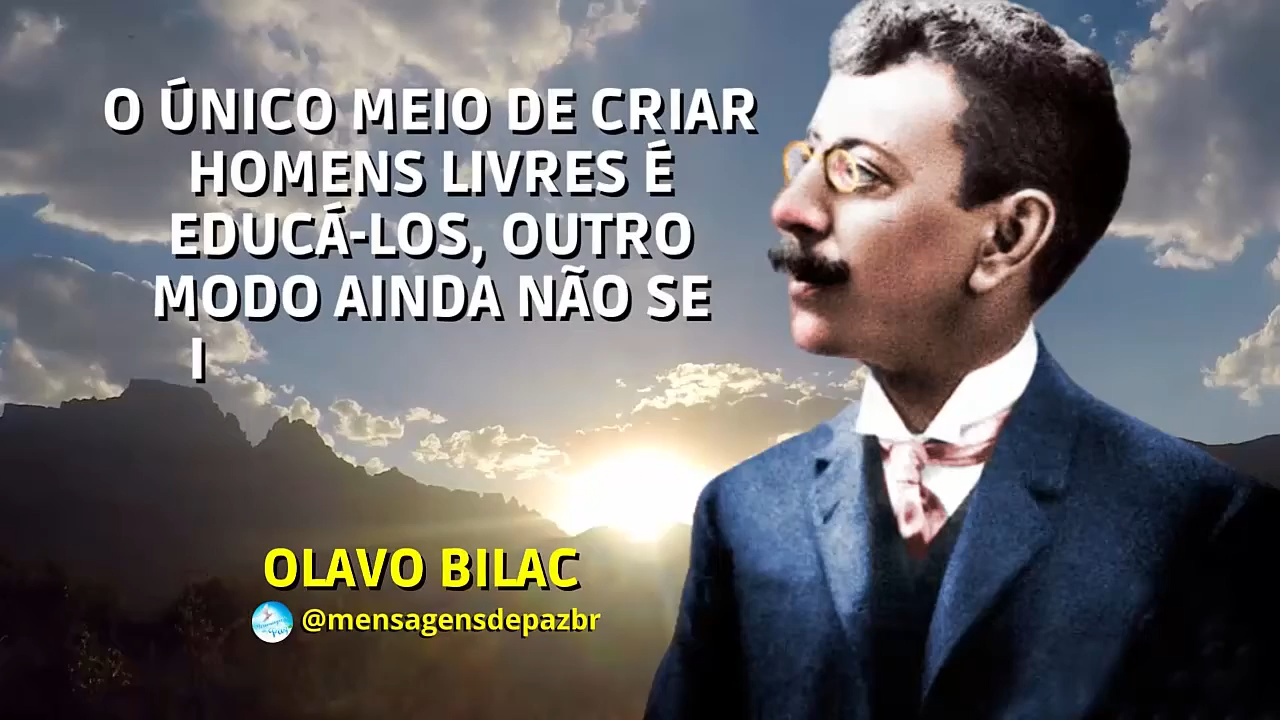 O ÚNICO MEIO DE CRIAR
HOMENS LIVRES É
EDUCÁ-LOS, OUTRO
MODO AINDA NÃO SE
I
OLAVO BILAC
@mensagensdepazbr